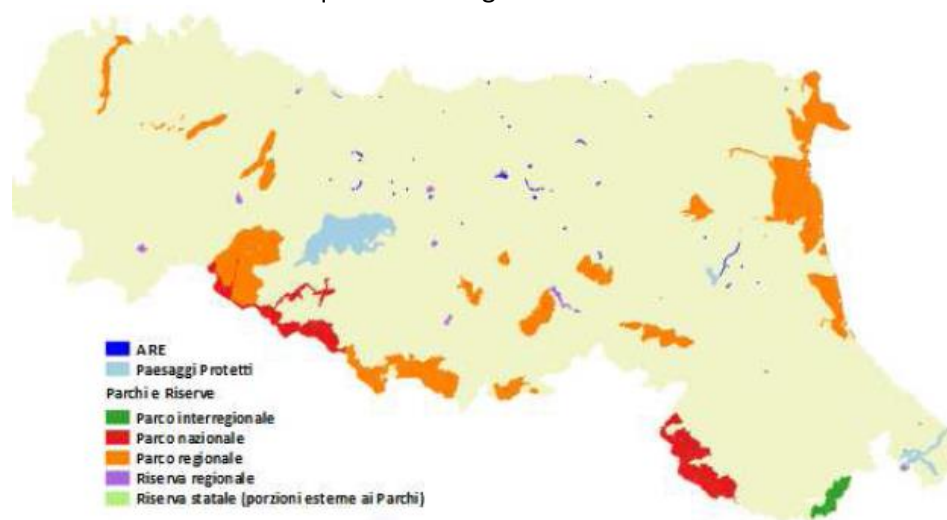 ARE
Paesaggi Protetti
Parchi e Riserve
Parco interregionale
Parco nazionale
Parco regionale
Riserva regionale
Riserva statale (porzioni esterne ai Parchi)